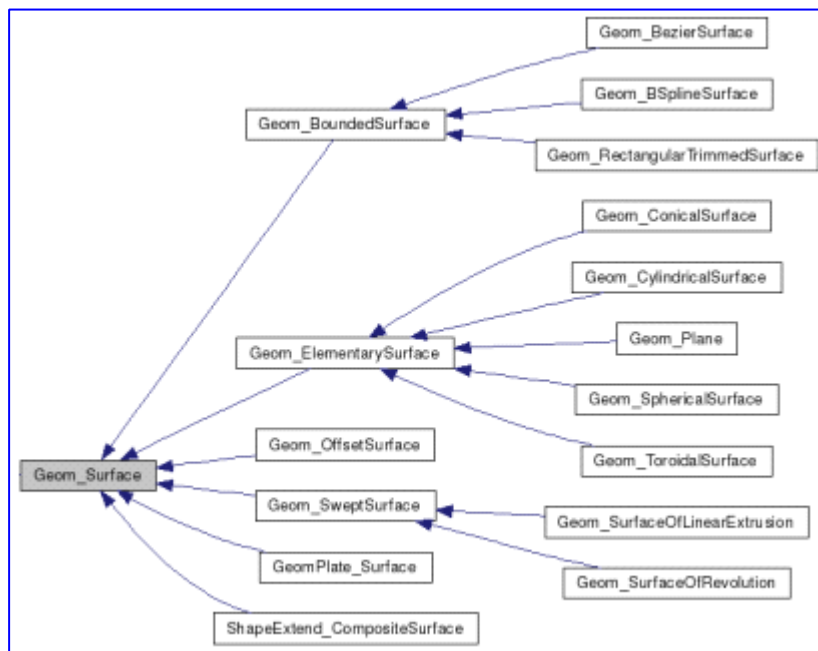 Geom_BezierSurface
Geom_BSplineSurface
Geom_BoundedSurface
Geom_RectangularTrimmedSurface
Geom_ConicalSurface
Geom_CylindricalSurface
Geom_Plane
Geom_ElementarySurface
Geom_SphericalSurface
Geom_OffsetSurface
Geom_ToroidalSurface
Geom_Surface
Geom_SweptSurface
Geom_SurfaceOfLinearExtrusion
GeomPlate_Surface
Geom_SurfaceOfRevolution
ShapeExtend_CompositeSurface